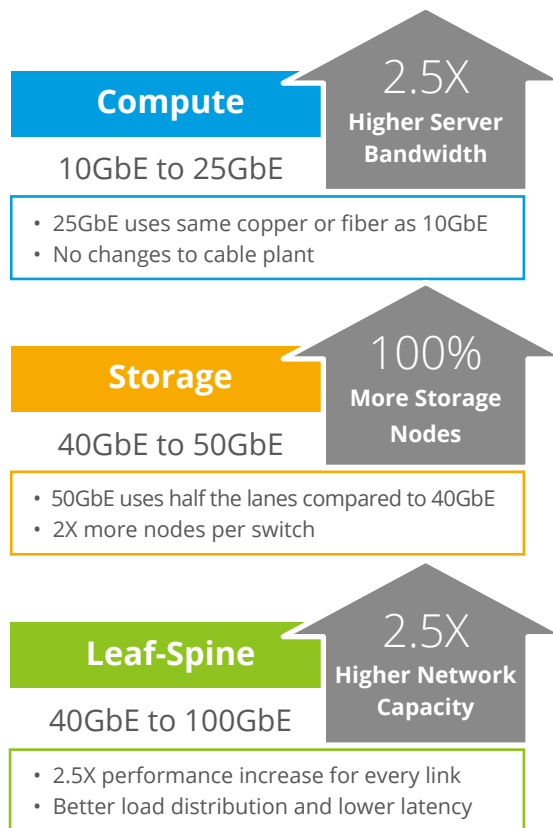 Compute
2.5X
Higher Server
Bandwidth
10GbE to 25GbE
• 25GbE uses same copper or fiber as 10GbE
• No changes to cable plant
Storage
100%
More Storage
Nodes
40GbE to 50GbE
• 50GbE uses half the lanes compared to 40GbE
• 2X more nodes per switch
Leaf-Spine
2.5X
Higher Network
Capacity
40GbE to 100GbE
• 2.5X performance increase for every link
• Better load distribution and lower latency